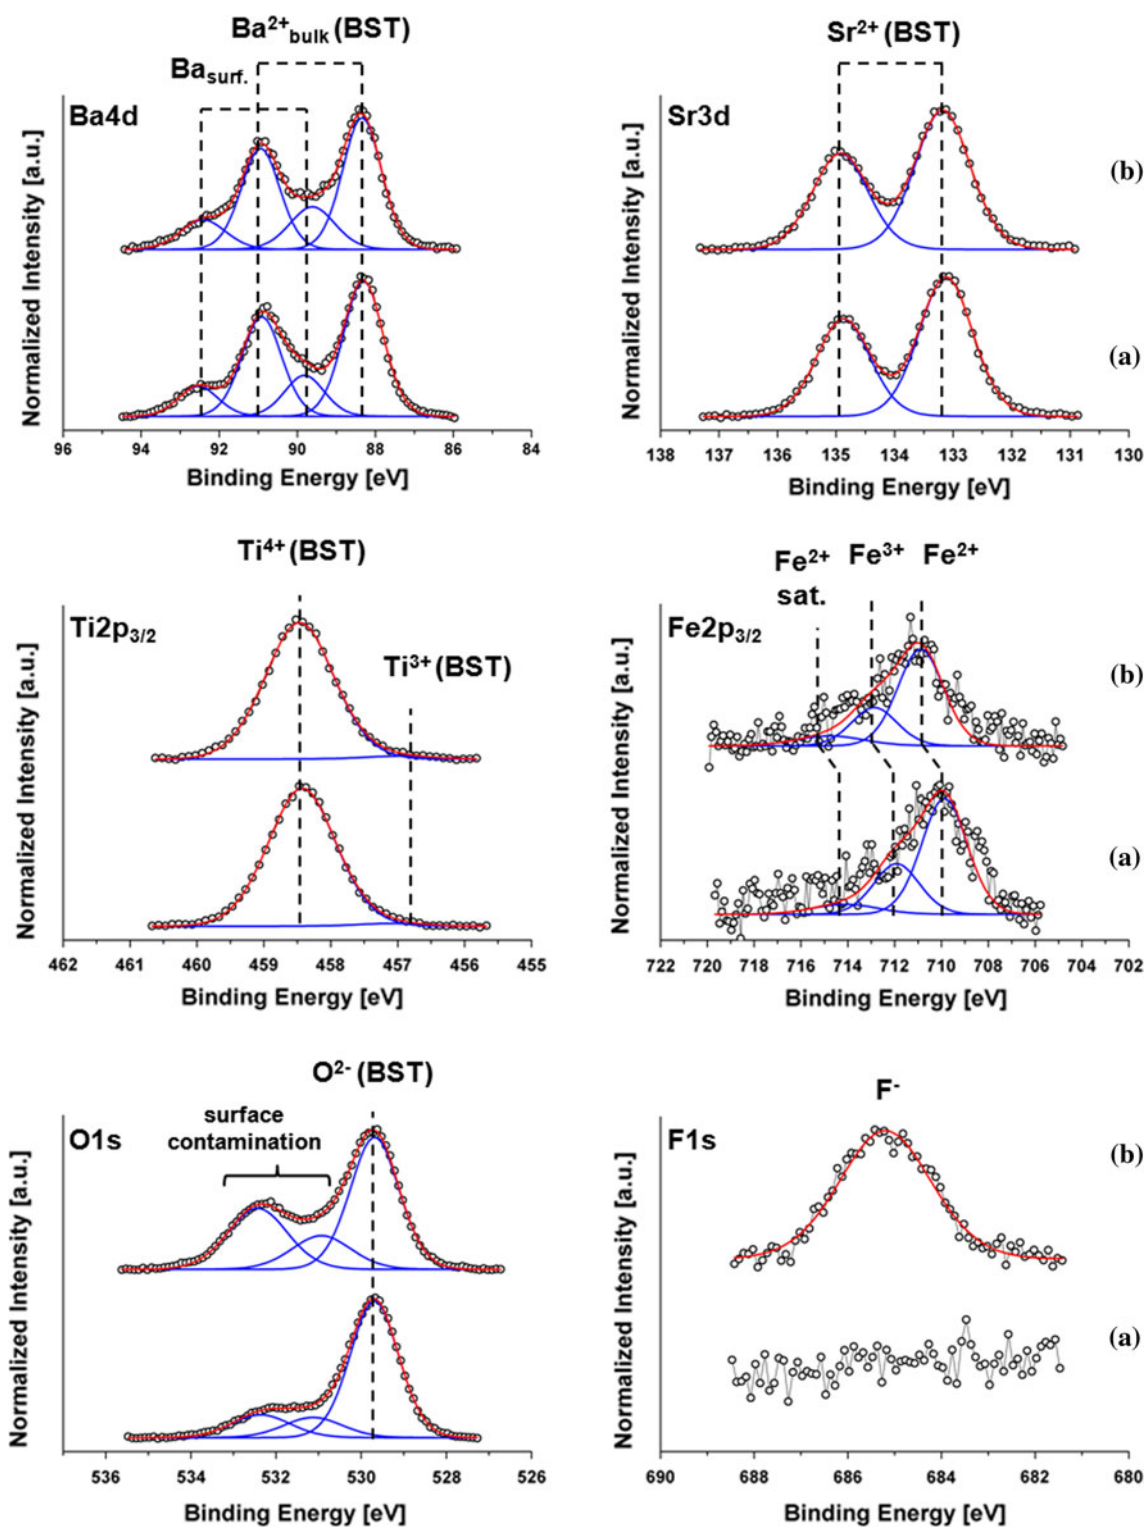 Ba²⁺bulk (BST)
Basurf.
Ba4d
Normalized Intensity [a.u.]
96 94 92 90 88 86 84
Binding Energy [eV]
Sr²⁺ (BST)
Sr3d
(b)
(a)
Normalized Intensity [a.u.]
138 137 136 135 134 133 132 131 130
Binding Energy [eV]
Ti⁴⁺ (BST)
Ti2p3/2
Ti³⁺ (BST)
Normalized Intensity [a.u.]
462 461 460 459 458 457 456 455
Binding Energy [eV]
Fe²⁺ sat.
Fe³⁺
Fe²⁺
Fe2p3/2
(b)
(a)
Normalized Intensity [a.u.]
722 720 718 716 714 712 710 708 706 704 702
Binding Energy [eV]
O²⁻ (BST)
surface
contamination
O1s
Normalized Intensity [a.u.]
536 534 532 530 528 526
Binding Energy [eV]
F⁻
F1s
(b)
(a)
Normalized Intensity [a.u.]
690 688 686 684 682 680
Binding Energy [eV]